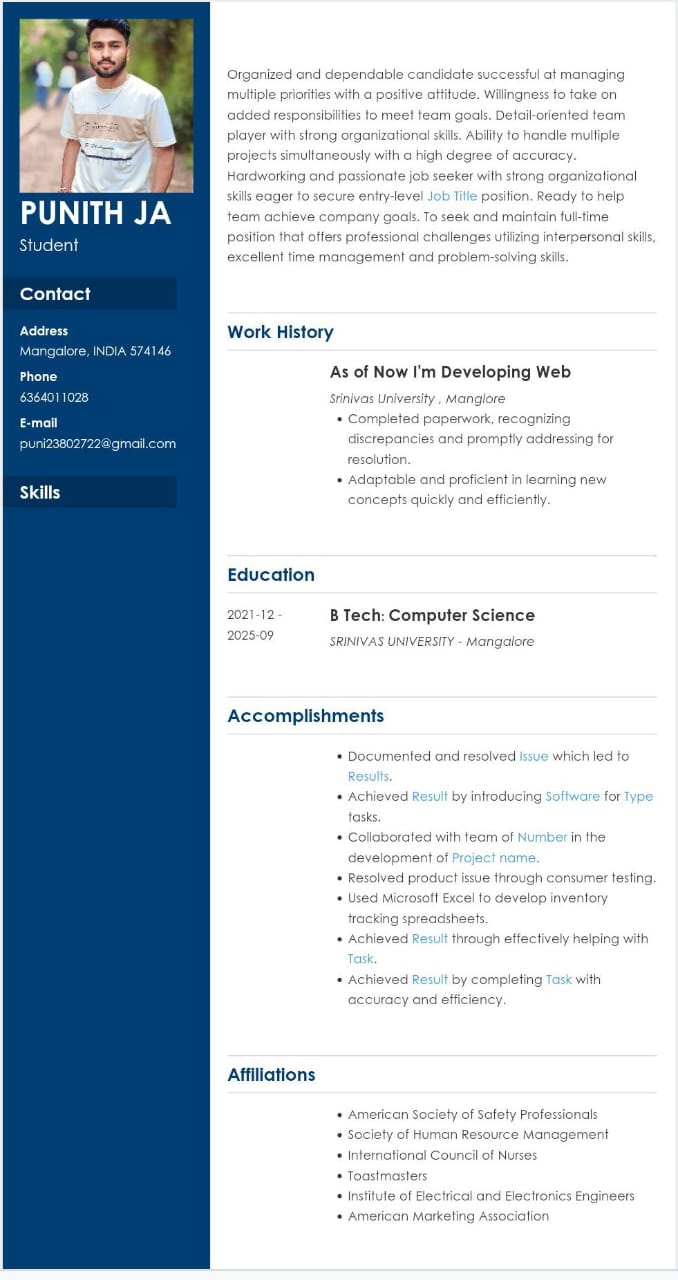 PUNITH JA
Student
Contact
Address
Mangalore, INDIA 574146
Phone
6364011028
E-mail
puni23802722@gmail.com
Skills
Organized and dependable candidate successful at managing
multiple priorities with a positive attitude. Willingness to take on
added responsibilities to meet team goals. Detail-oriented team
player with strong organizational skills. Ability to handle multiple
projects simultaneously with a high degree of accuracy.
Hardworking and passionate job seeker with strong organizational
skills eager to secure entry-level Job Title position. Ready to help
team achieve company goals. To seek and maintain full-time
position that offers professional challenges utilizing interpersonal skills,
excellent time management and problem-solving skills.
Work History
As of Now I'm Developing Web
Srinivas University , Manglore
• Completed paperwork, recognizing
discrepancies and promptly addressing for
resolution.
• Adaptable and proficient in learning new
concepts quickly and efficiently.
Education
2021-12 -
2025-09
B Tech: Computer Science
SRINIVAS UNIVERSITY - Mangalore
Accomplishments
• Documented and resolved Issue which led to
Results.
• Achieved Result by introducing Software for Type
tasks.
• Collaborated with team of Number in the
development of Project name.
• Resolved product issue through consumer testing.
• Used Microsoft Excel to develop inventory
tracking spreadsheets.
• Achieved Result through effectively helping with
Task.
• Achieved Result by completing Task with
accuracy and efficiency.
Affiliations
• American Society of Safety Professionals
• Society of Human Resource Management
• International Council of Nurses
• Toastmasters
• Institute of Electrical and Electronics Engineers
• American Marketing Association